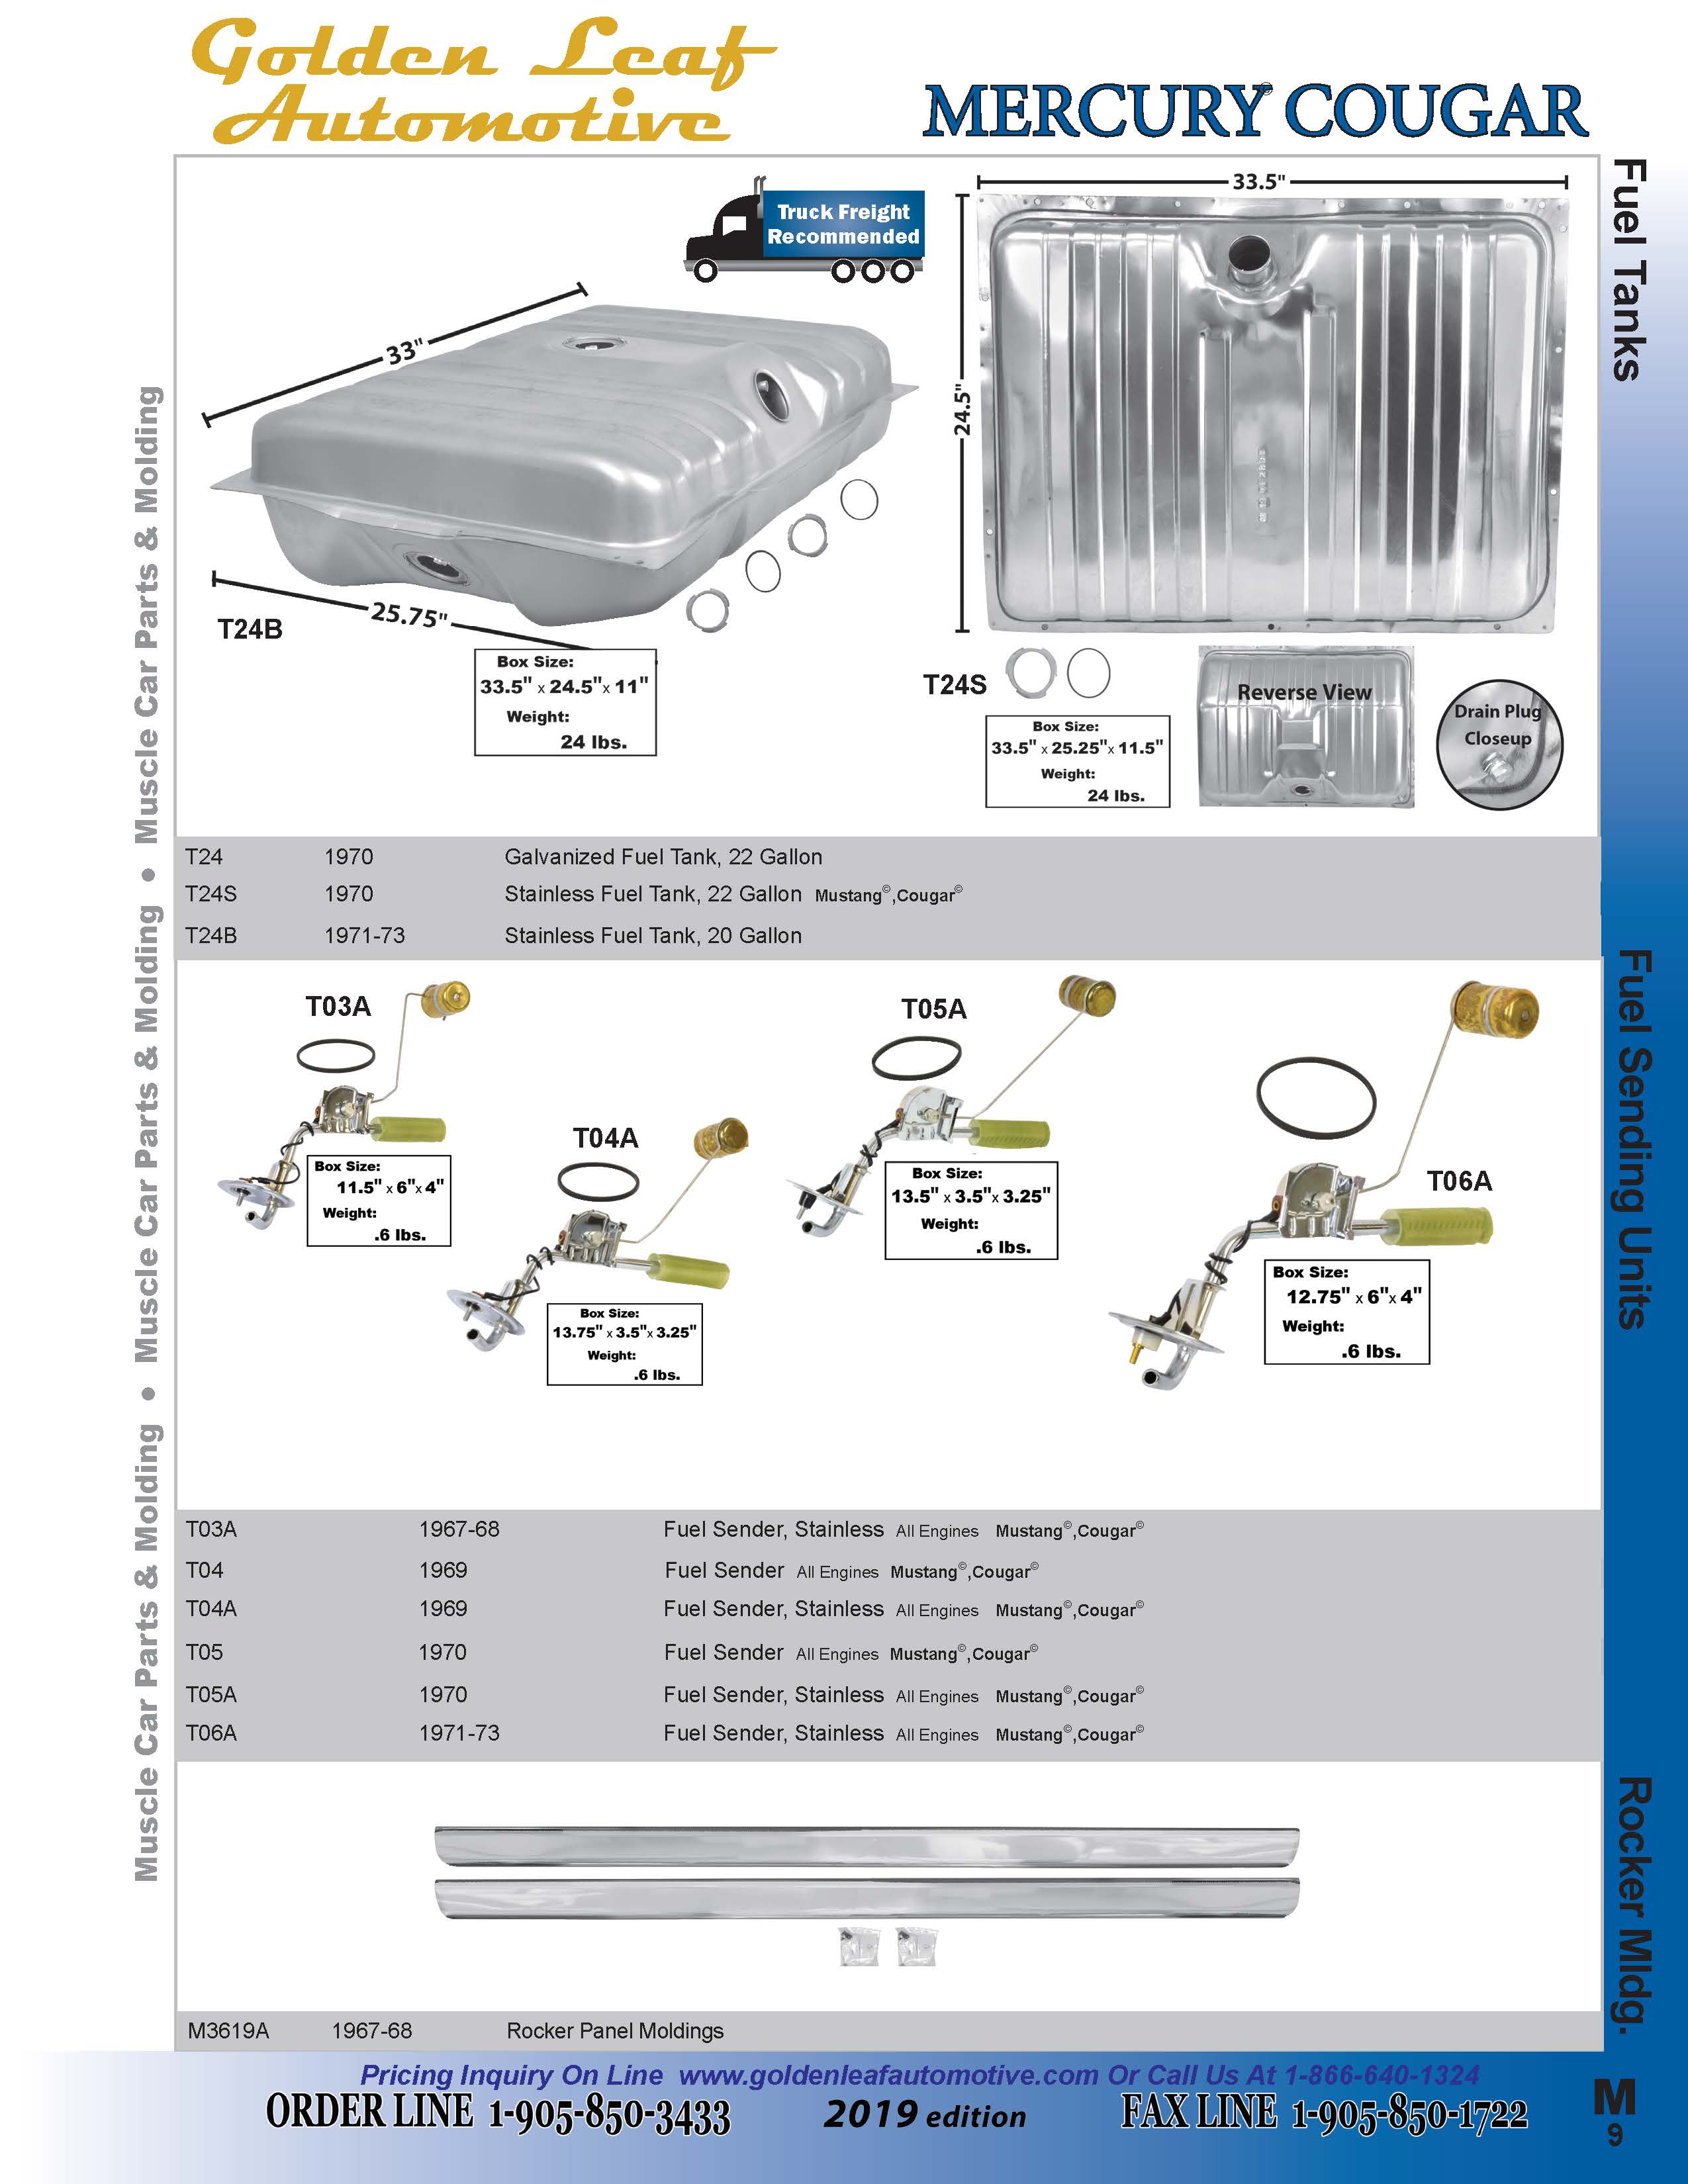 Golden Leaf
Automotive
MERCURY® COUGAR
Fuel Tanks
Truck Freight
Recommended
33"
25.75"
T24B
Box Size:
33.5" x 24.5"x 11"
Weight:
24 lbs.
33.5"
24.5"
T24S
Box Size:
33.5" x 25.25"x 11.5"
Weight:
24 lbs.
Reverse View
Drain Plug
Closeup
T24 1970 Galvanized Fuel Tank, 22 Gallon
T24S 1970 Stainless Fuel Tank, 22 Gallon Mustang©,Cougar©
T24B 1971-73 Stainless Fuel Tank, 20 Gallon
Fuel Sending Units
T03A
Box Size:
11.5" x 6"x 4"
Weight:
.6 lbs.
T04A
Box Size:
13.75" x 3.5"x 3.25"
Weight:
.6 lbs.
T05A
Box Size:
13.5" x 3.5"x 3.25"
Weight:
.6 lbs.
T06A
Box Size:
12.75" x 6"x 4"
Weight:
.6 lbs.
T03A 1967-68 Fuel Sender, Stainless All Engines Mustang©,Cougar©
T04 1969 Fuel Sender All Engines Mustang©,Cougar©
T04A 1969 Fuel Sender, Stainless All Engines Mustang©,Cougar©
T05 1970 Fuel Sender All Engines Mustang©,Cougar©
T05A 1970 Fuel Sender, Stainless All Engines Mustang©,Cougar©
T06A 1971-73 Fuel Sender, Stainless All Engines Mustang©,Cougar©
Rocker Mldg.
M3619A 1967-68 Rocker Panel Moldings
Muscle Car Parts & Molding • Muscle Car Parts & Molding • Muscle Car Parts & Molding
Pricing Inquiry On Line www.goldenleafautomotive.com Or Call Us At 1-866-640-1324
ORDER LINE 1-905-850-3433 2019 edition FAX LINE 1-905-850-1722
M
9